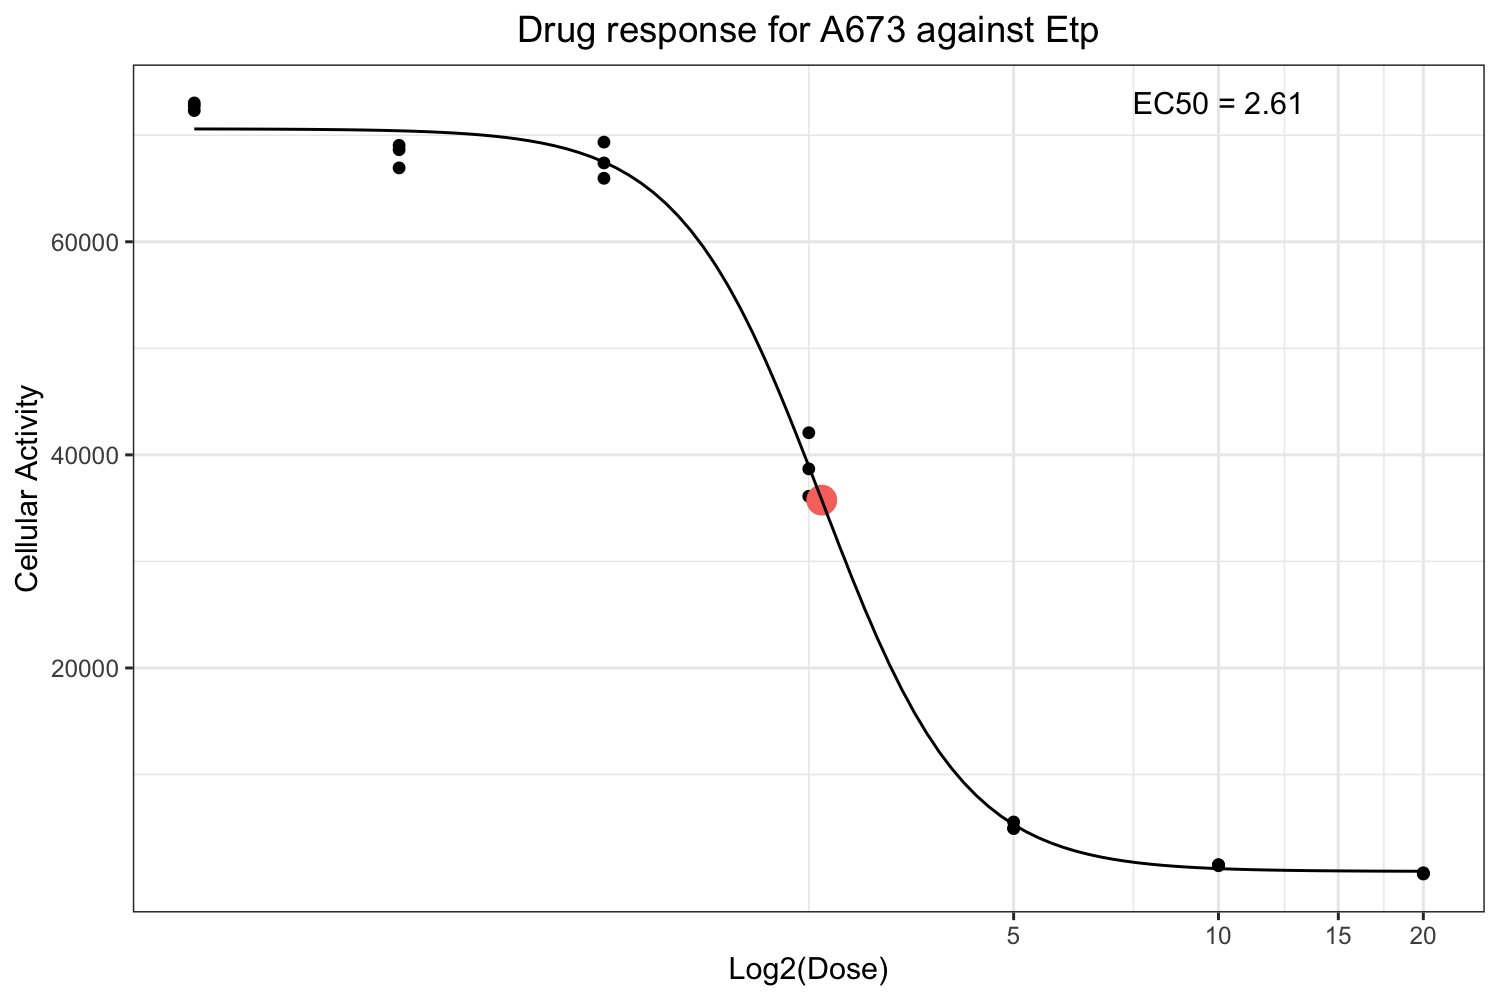 Drug response for A673 against Etp
EC50 = 2.61
60000
40000
20000
Cellular Activity
5 10 15 20
Log2(Dose)